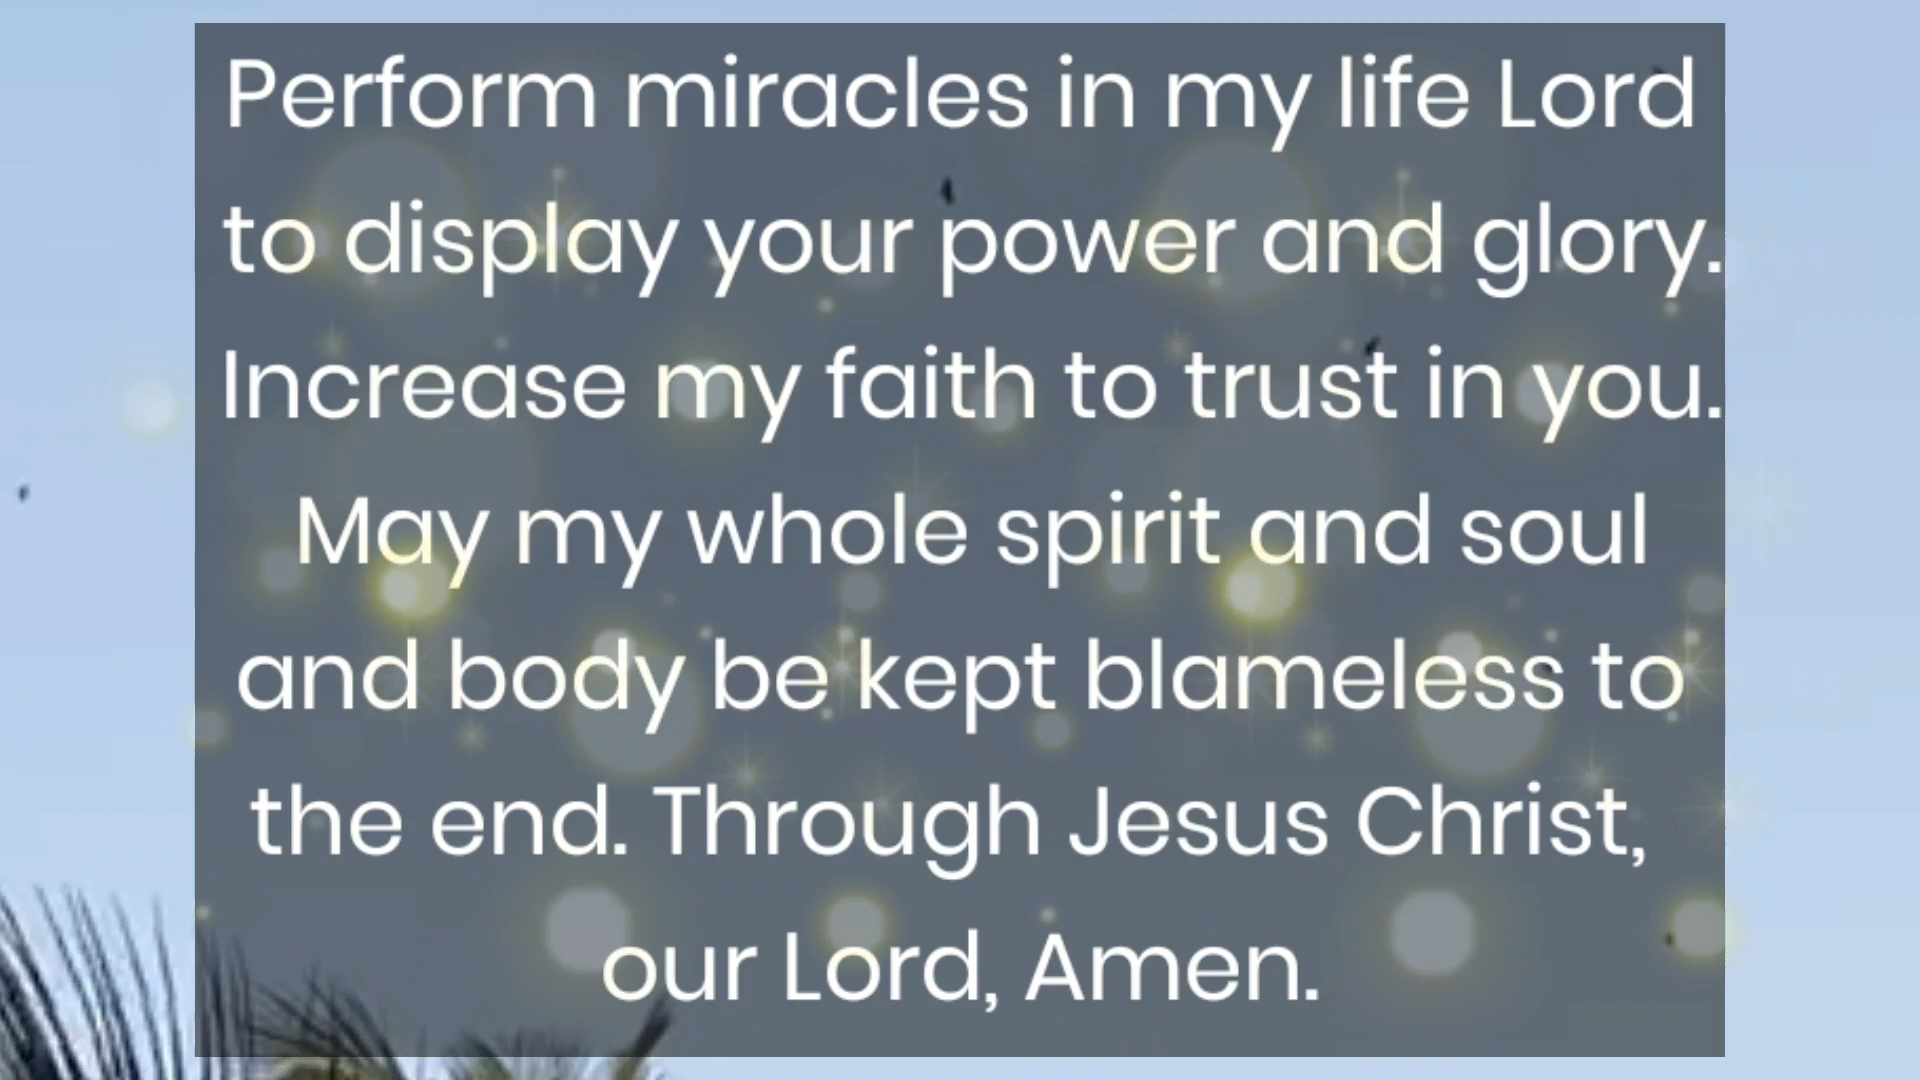 Perform miracles in my life Lord
to display your power and glory.
Increase my faith to trust in you.
May my whole spirit and soul
and body be kept blameless to
the end. Through Jesus Christ,
our Lord, Amen.